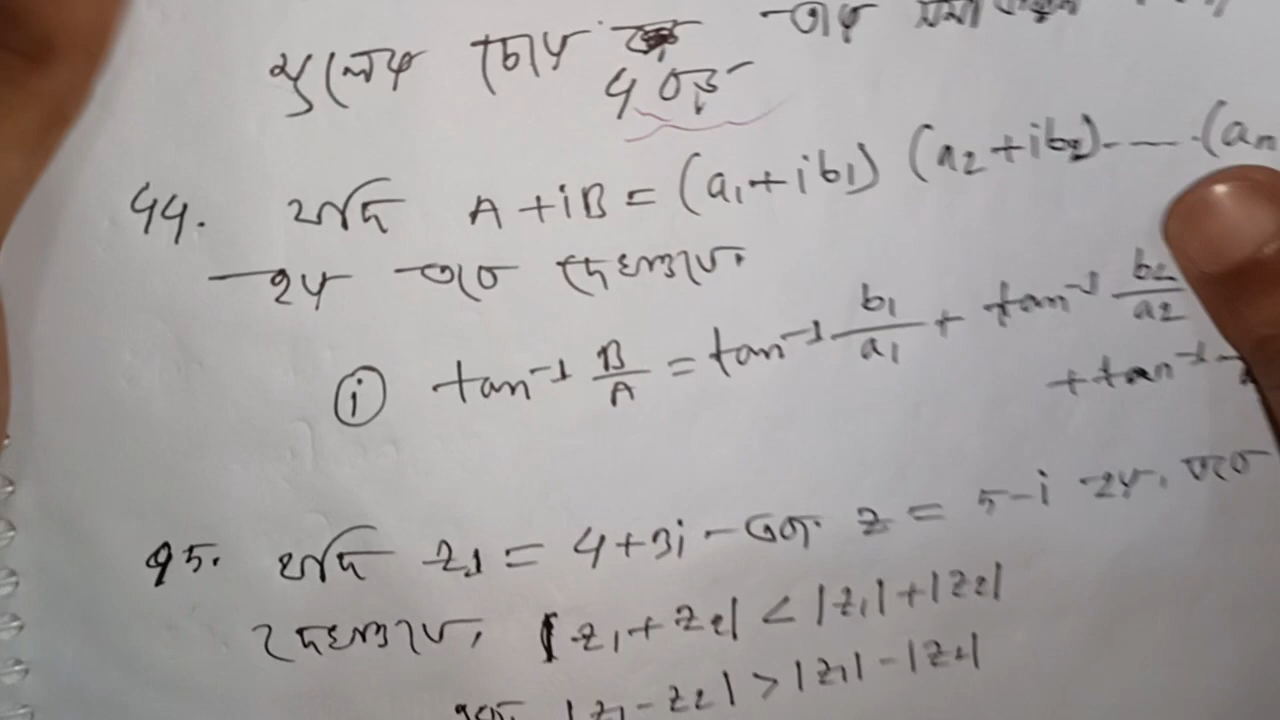 মূলের
44. যদি A+iB = (a₁+ib₁) (a₂+ib₂)----(aₙ
হয় তবে দেখাও যে
(i) tan⁻¹ B/A = tan⁻¹ b₁/a₁ + tan⁻¹ b₂/a₂
+ tan⁻¹
45. যদি z₁ = 4+3i এবং z = 5-i হয়, তবে
দেখাও যে, |z₁+z₂| < |z₁|+|z₂|
এবং |z₁-z₂| > |z₁|-|z₂|